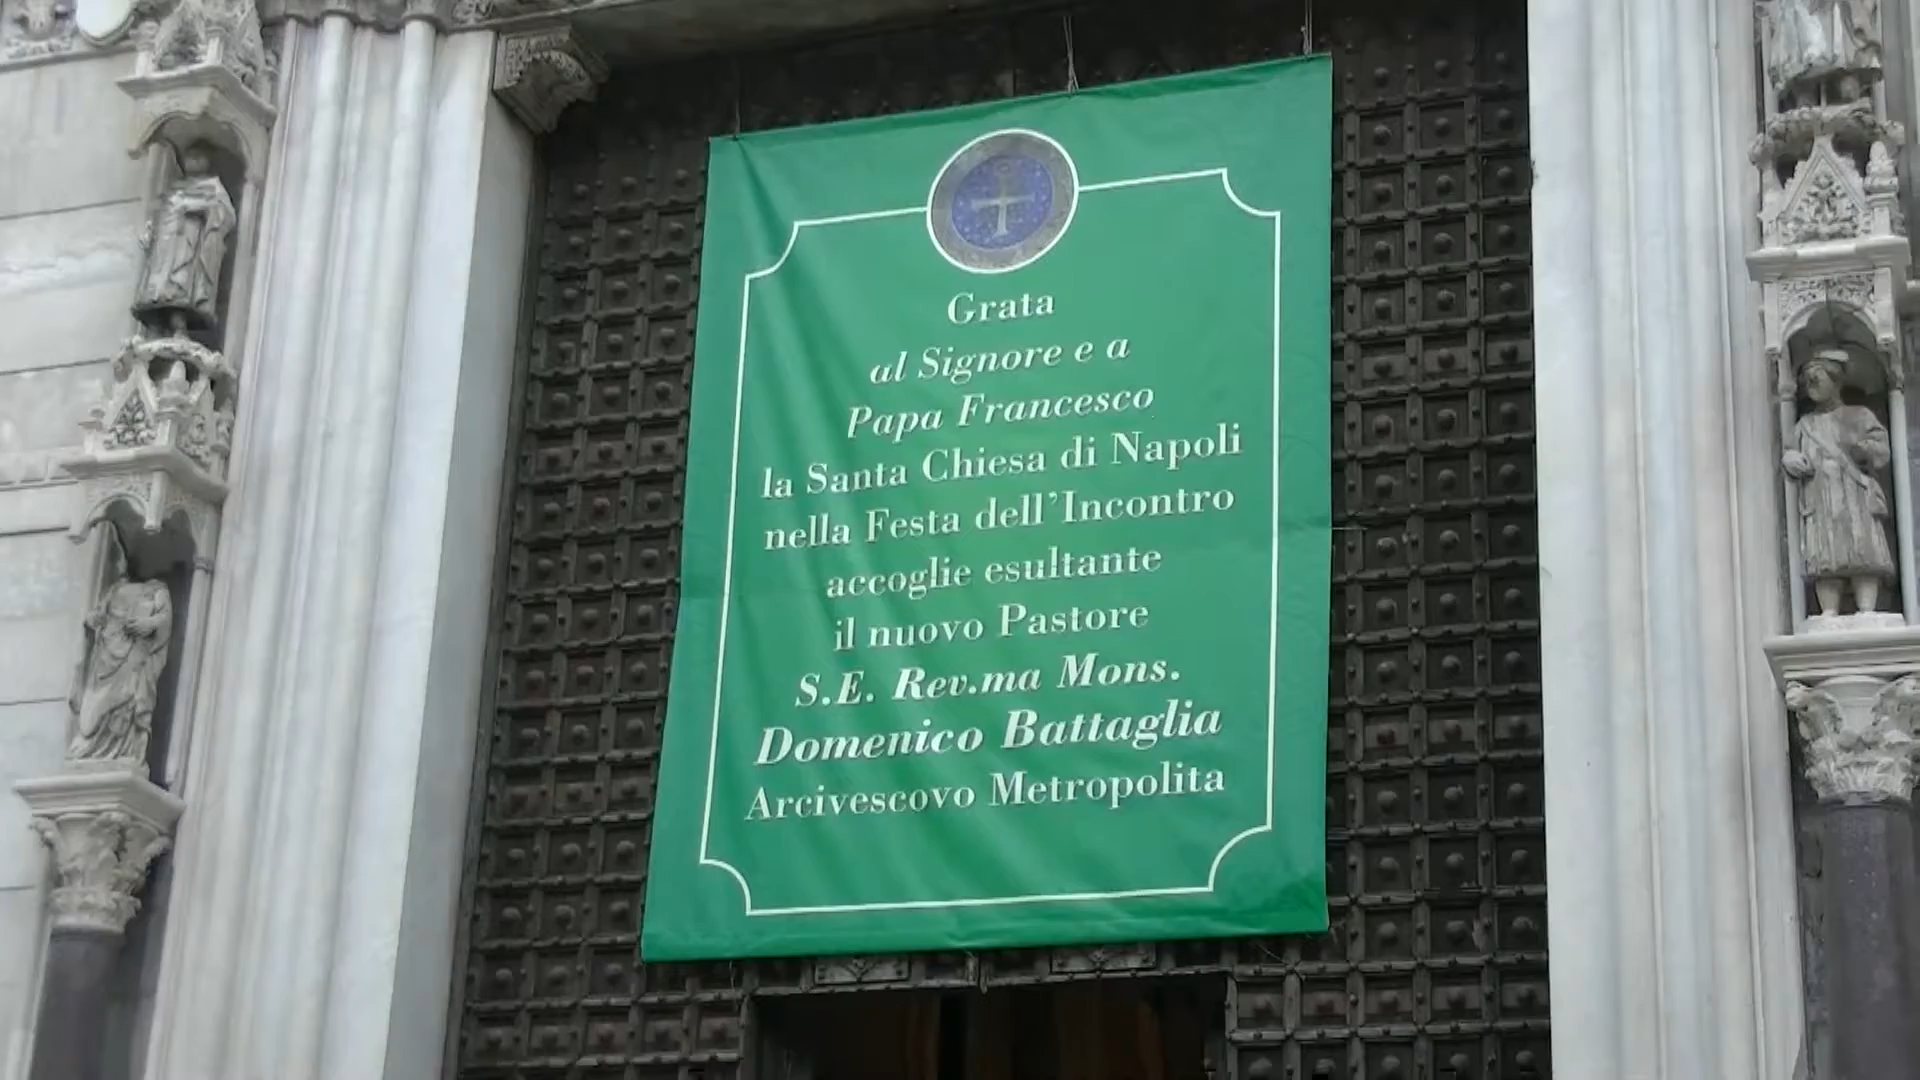 Grata
al Signore e a
Papa Francesco
la Santa Chiesa di Napoli
nella Festa dell'Incontro
accoglie esultante
il nuovo Pastore
S.E. Rev.ma Mons.
Domenico Battaglia
Arcivescovo Metropolita